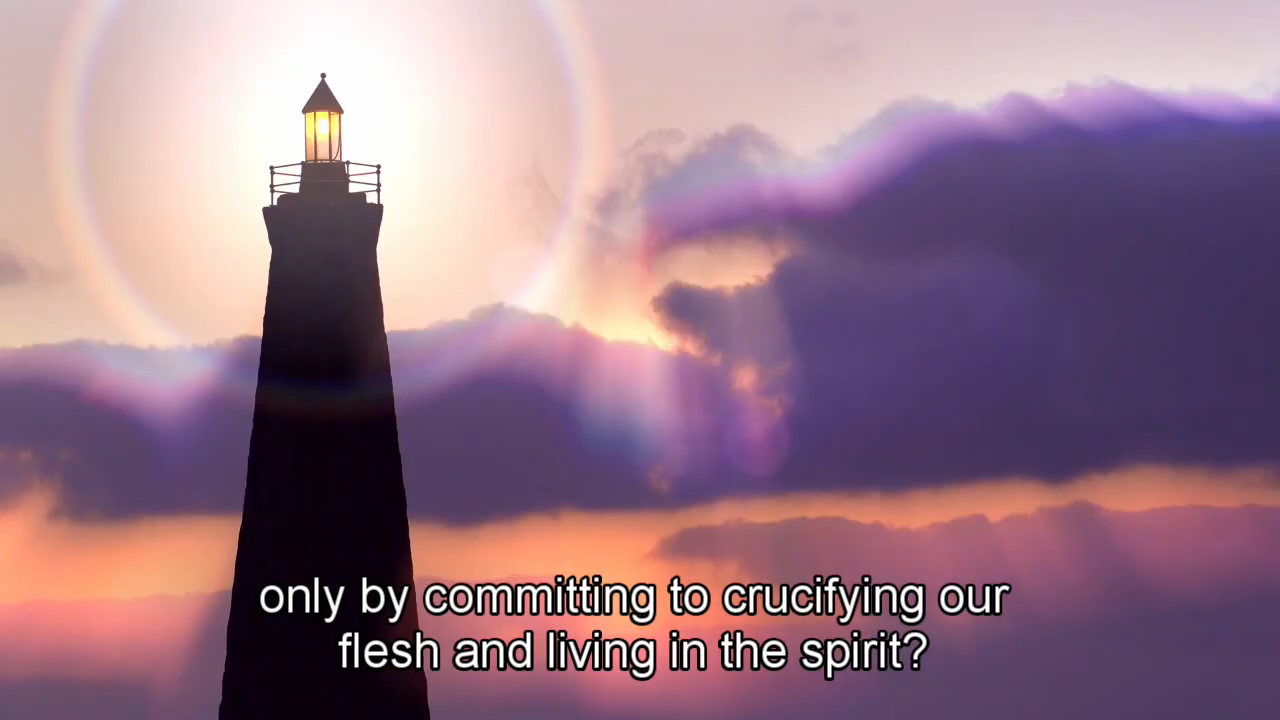 only by committing to crucifying our
flesh and living in the spirit?